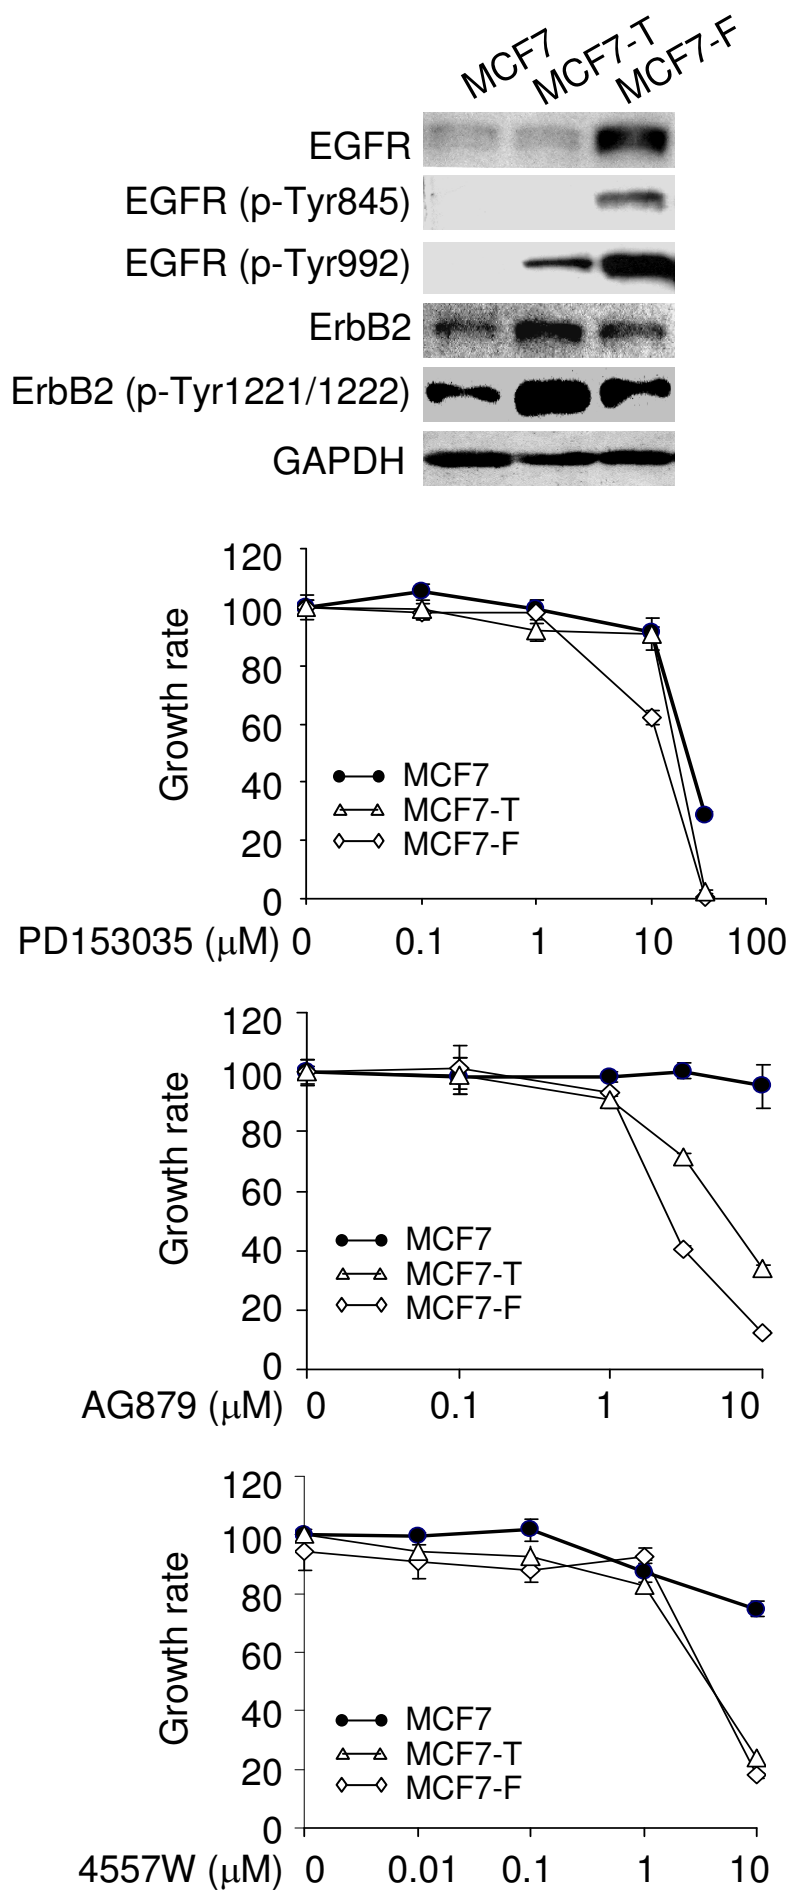 MCF7 MCF7-T MCF7-F
EGFR
EGFR (p-Tyr845)
EGFR (p-Tyr992)
ErbB2
ErbB2 (p-Tyr1221/1222)
GAPDH
120
100
80
60
40
20
0
Growth rate
MCF7
MCF7-T
MCF7-F
PD153035 (μM) 0 0.1 1 10 100
120
100
80
60
40
20
0
Growth rate
MCF7
MCF7-T
MCF7-F
AG879 (μM) 0 0.1 1 10
120
100
80
60
40
20
0
Growth rate
MCF7
MCF7-T
MCF7-F
4557W (μM) 0 0.01 0.1 1 10